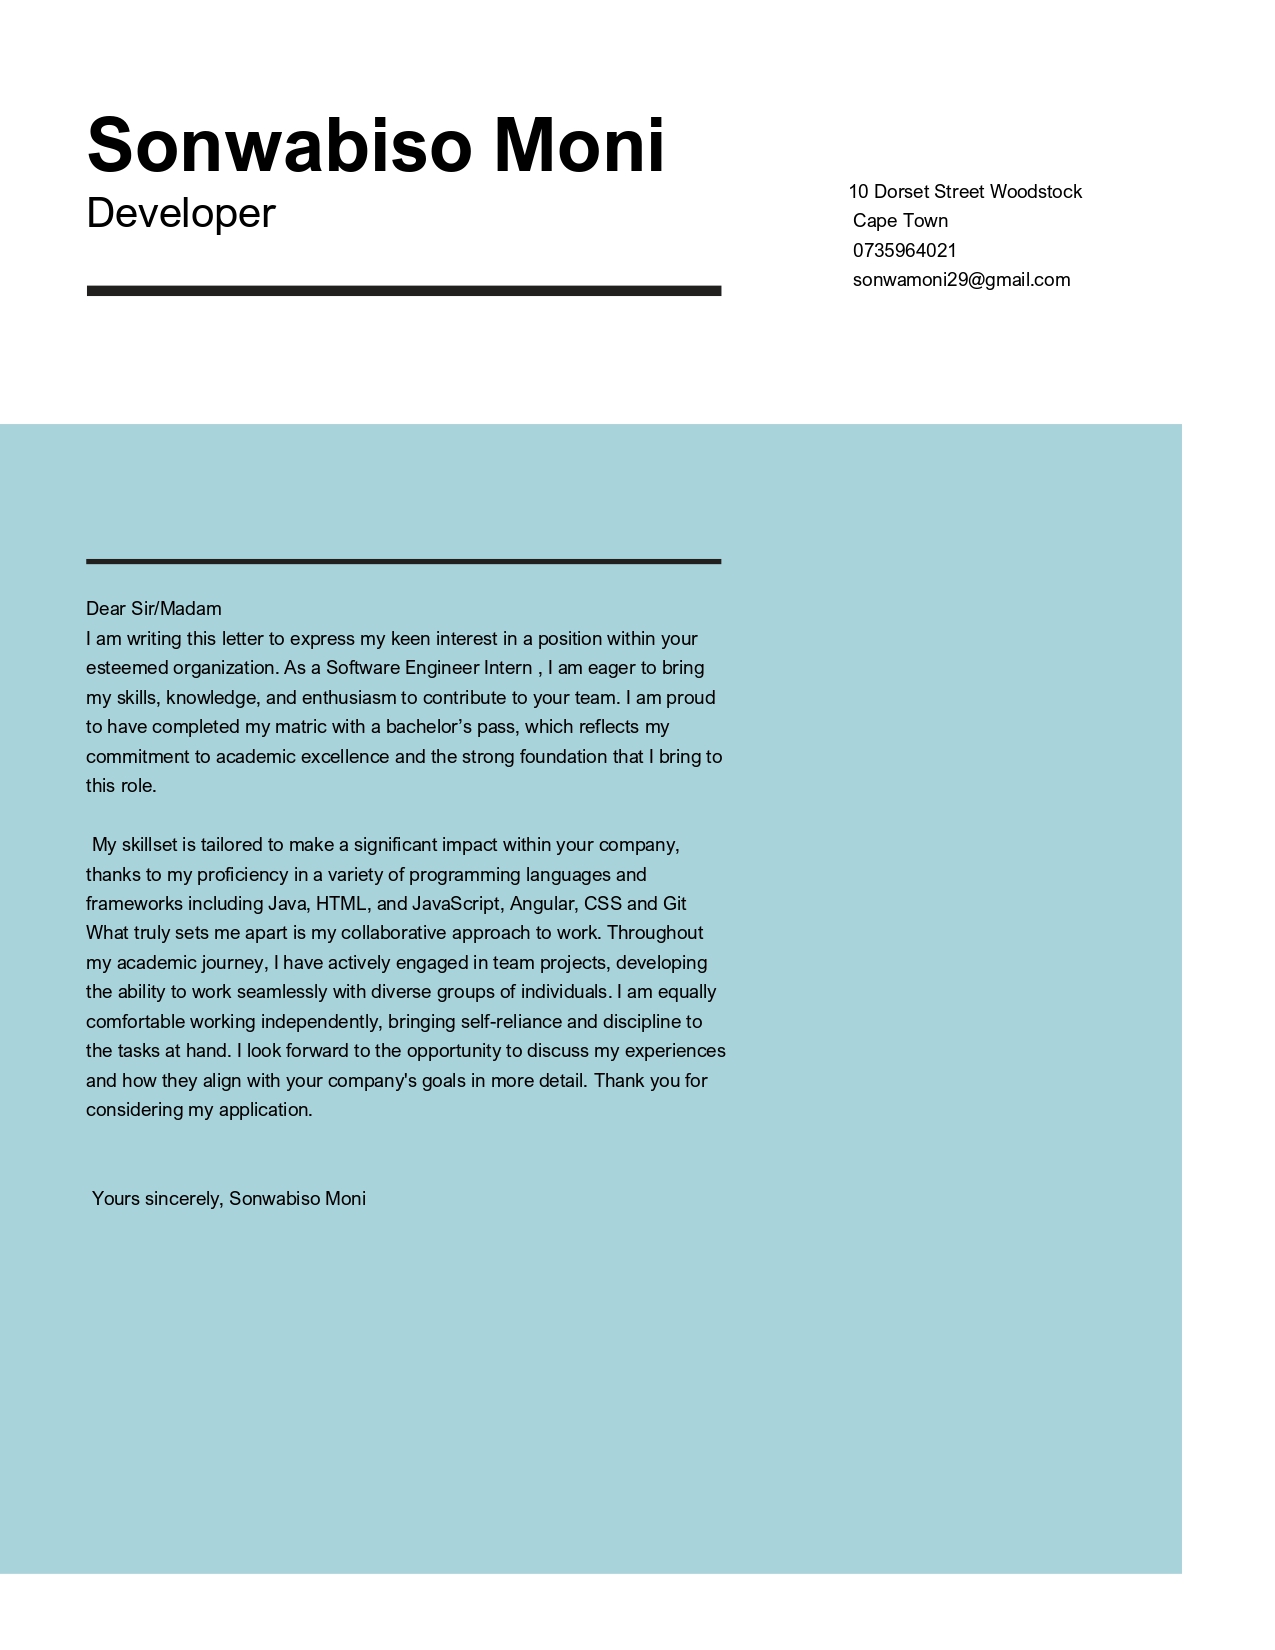 Sonwabiso Moni
Developer
10 Dorset Street Woodstock
Cape Town
0735964021
sonwamoni29@gmail.com
Dear Sir/Madam
I am writing this letter to express my keen interest in a position within your
esteemed organization. As a Software Engineer Intern , I am eager to bring
my skills, knowledge, and enthusiasm to contribute to your team. I am proud
to have completed my matric with a bachelor’s pass, which reflects my
commitment to academic excellence and the strong foundation that I bring to
this role.
My skillset is tailored to make a significant impact within your company,
thanks to my proficiency in a variety of programming languages and
frameworks including Java, HTML, and JavaScript, Angular, CSS and Git
What truly sets me apart is my collaborative approach to work. Throughout
my academic journey, I have actively engaged in team projects, developing
the ability to work seamlessly with diverse groups of individuals. I am equally
comfortable working independently, bringing self-reliance and discipline to
the tasks at hand. I look forward to the opportunity to discuss my experiences
and how they align with your company's goals in more detail. Thank you for
considering my application.
Yours sincerely, Sonwabiso Moni